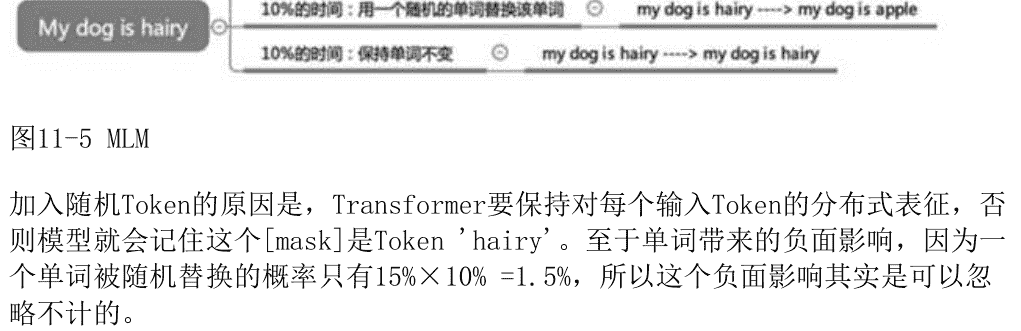 10%的时间：用一个随机的单词替换该单词 my dog is hairy ----> my dog is apple
My dog is hairy
10%的时间：保持单词不变 my dog is hairy ----> my dog is hairy
图11-5 MLM
加入随机Token的原因是，Transformer要保持对每个输入Token的分布式表征，否
则模型就会记住这个[mask]是Token 'hairy'。至于单词带来的负面影响，因为一
个单词被随机替换的概率只有15%×10% =1.5%，所以这个负面影响其实是可以忽
略不计的。